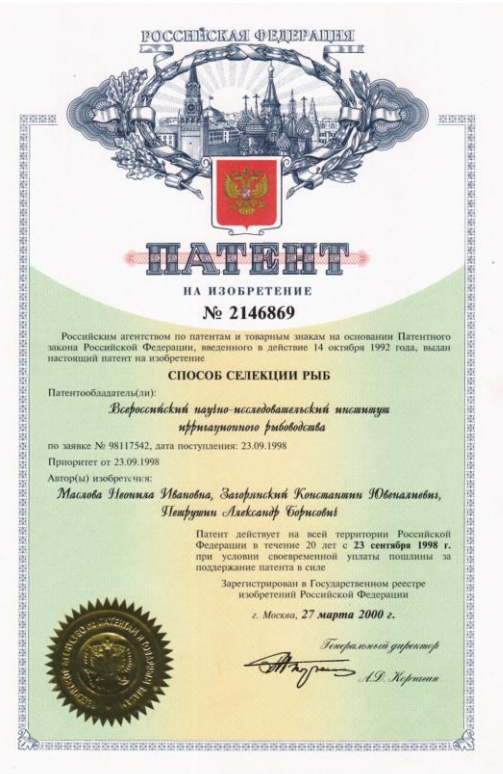 РОССИЙСКАЯ ФЕДЕРАЦИЯ
ПАТЕНТ
НА ИЗОБРЕТЕНИЕ
№ 2146869
Российским агентством по патентам и товарным знакам на основании Патентного
закона Российской Федерации, введенного в действие 14 октября 1992 года, выдан
настоящий патент на изобретение
СПОСОБ СЕЛЕКЦИИ РЫБ
Патентообладатель(ли):
Всероссийский научно-исследовательский институт
ирригационного рыбоводства
по заявке № 98117542, дата поступления: 23.09.1998
Приоритет от 23.09.1998
Автор(ы) изобретения:
Маслова Неонила Ивановна, Загорянский Константин Ювеналиевич,
Петрушин Александр Борисович
Патент действует на всей территории Российской
Федерации в течение 20 лет с 23 сентября 1998 г.
при условии своевременной уплаты пошлины за
поддержание патента в силе
Зарегистрирован в Государственном реестре
изобретений Российской Федерации
г. Москва, 27 марта 2000 г.
Генеральный директор
А.Д. Корчагин